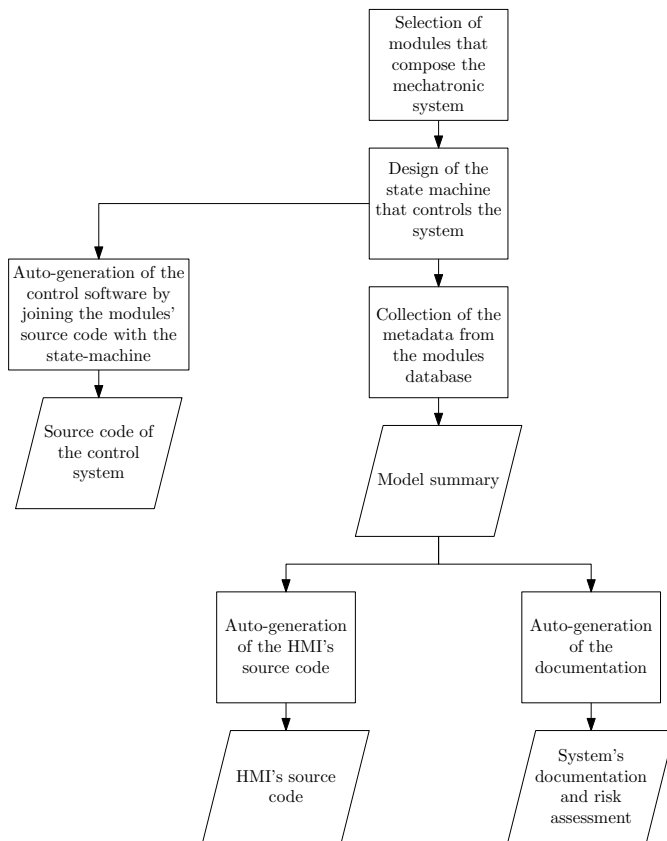 Selection of
modules that
compose the
mechatronic
system
Design of the
state machine
that controls the
system
Auto-generation of the
control software by
joining the modules'
source code with the
state-machine
Collection of the
metadata from
the modules
database
Source code of
the control
system
Model summary
Auto-generation
of the HMI's
source code
Auto-generation
of the
documentation
HMI's source
code
System's
documentation
and risk
assessment